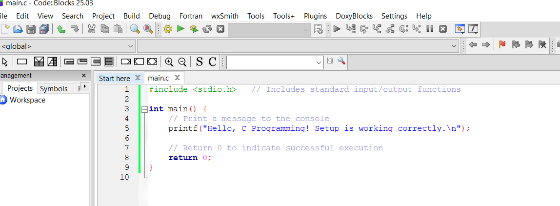 main.c - Code::Blocks 25.03
File Edit View Search Project Build Debug Fortran wxSmith Tools Tools+ Plugins DoxyBlocks Settings Help
<global>
anagement
Projects Symbols
Workspace
Start here main.c
1 #include <stdio.h> // Includes standard input/output functions
2
3 int main() {
4 // Print a message to the console
5 printf("Hello, C Programming! Setup is working correctly.\n");
6
7 // Return 0 to indicate successful execution
8 return 0;
9 }
10
S C